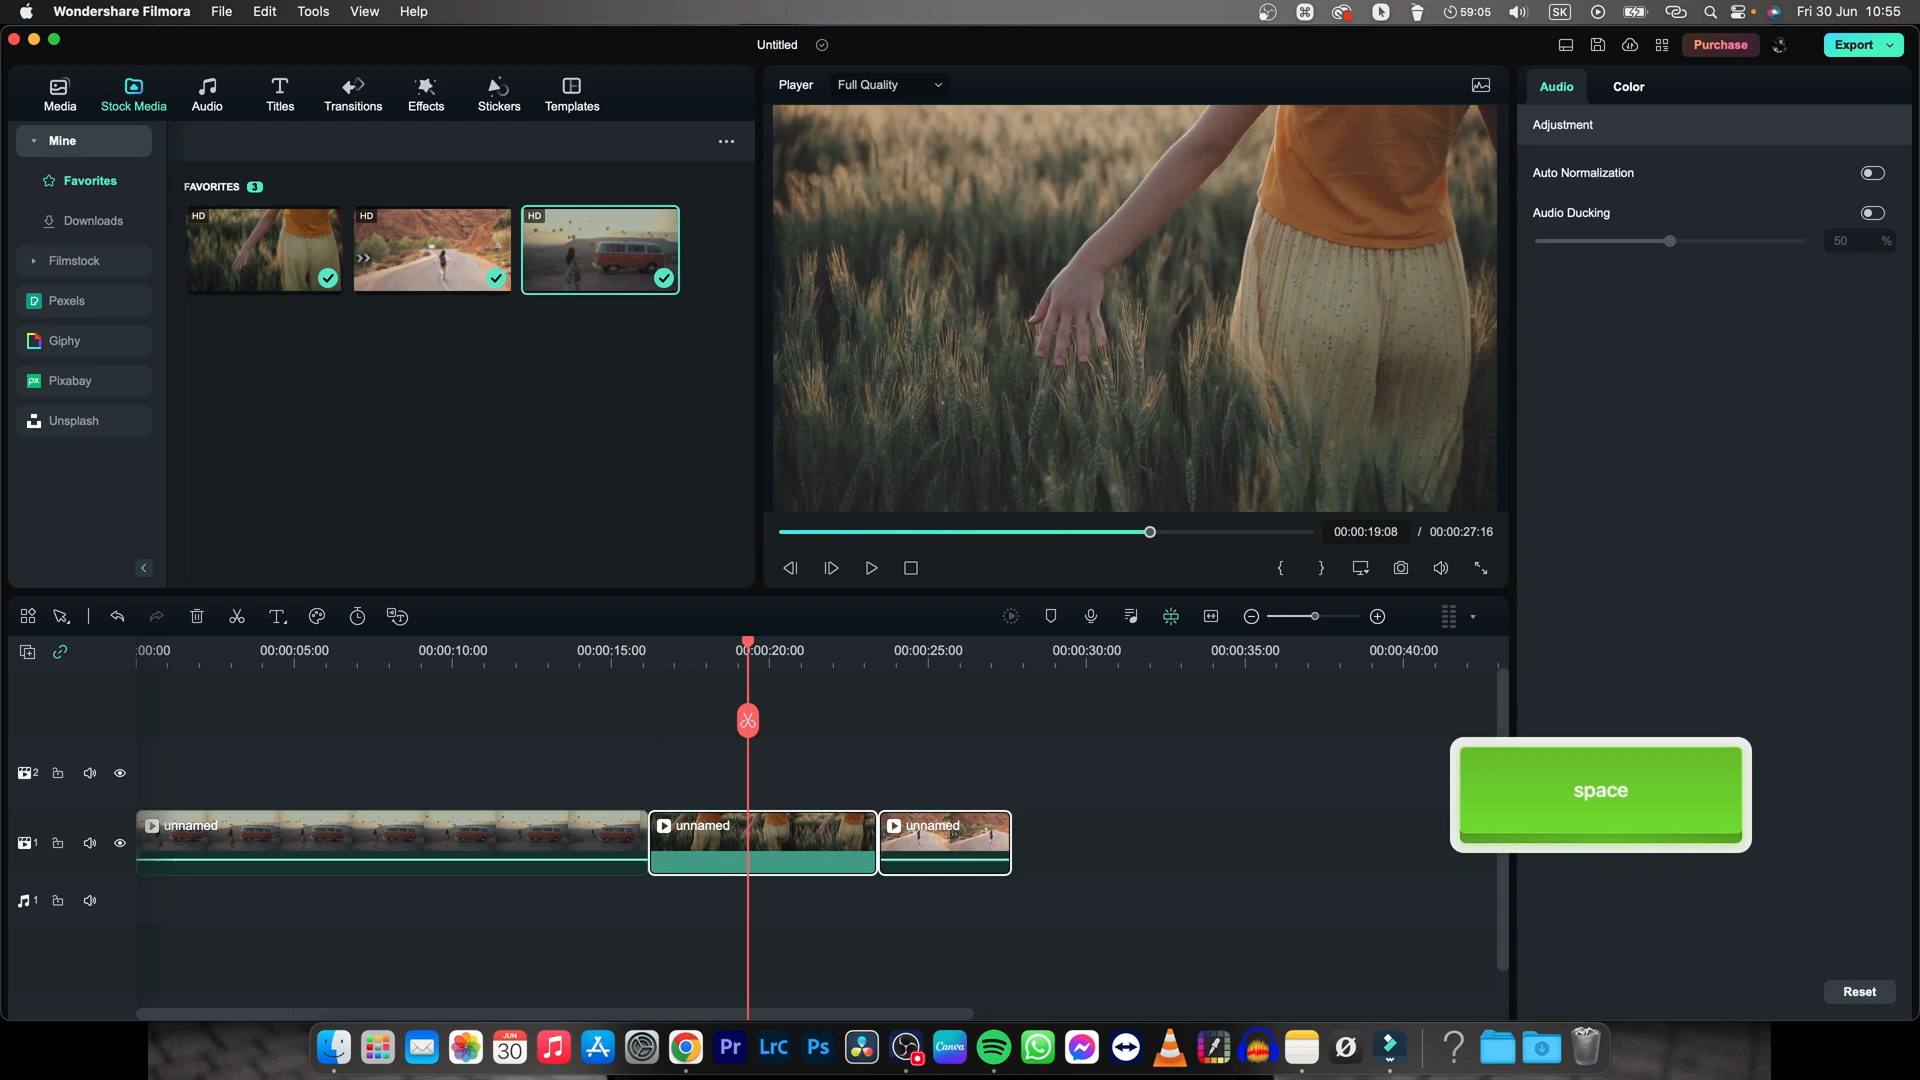 Wondershare Filmora File Edit Tools View Help
59:05 SK Fri 30 Jun 10:55
Untitled
Purchase Export
Media Stock Media Audio Titles Transitions Effects Stickers Templates
Player Full Quality
Audio Color
Mine
Favorites
Downloads
Filmstock
Pexels
Giphy
Pixabay
Unsplash
FAVORITES 3
HD HD HD
Adjustment
Auto Normalization
Audio Ducking
50 %
00:00:19:08 / 00:00:27:16
:00:00 00:00:05:00 00:00:10:00 00:00:15:00 00:00:20:00 00:00:25:00 00:00:30:00 00:00:35:00 00:00:40:00
2
1
1
unnamed unnamed unnamed
space
Reset
JUN
30
Pr LrC Ps Canva